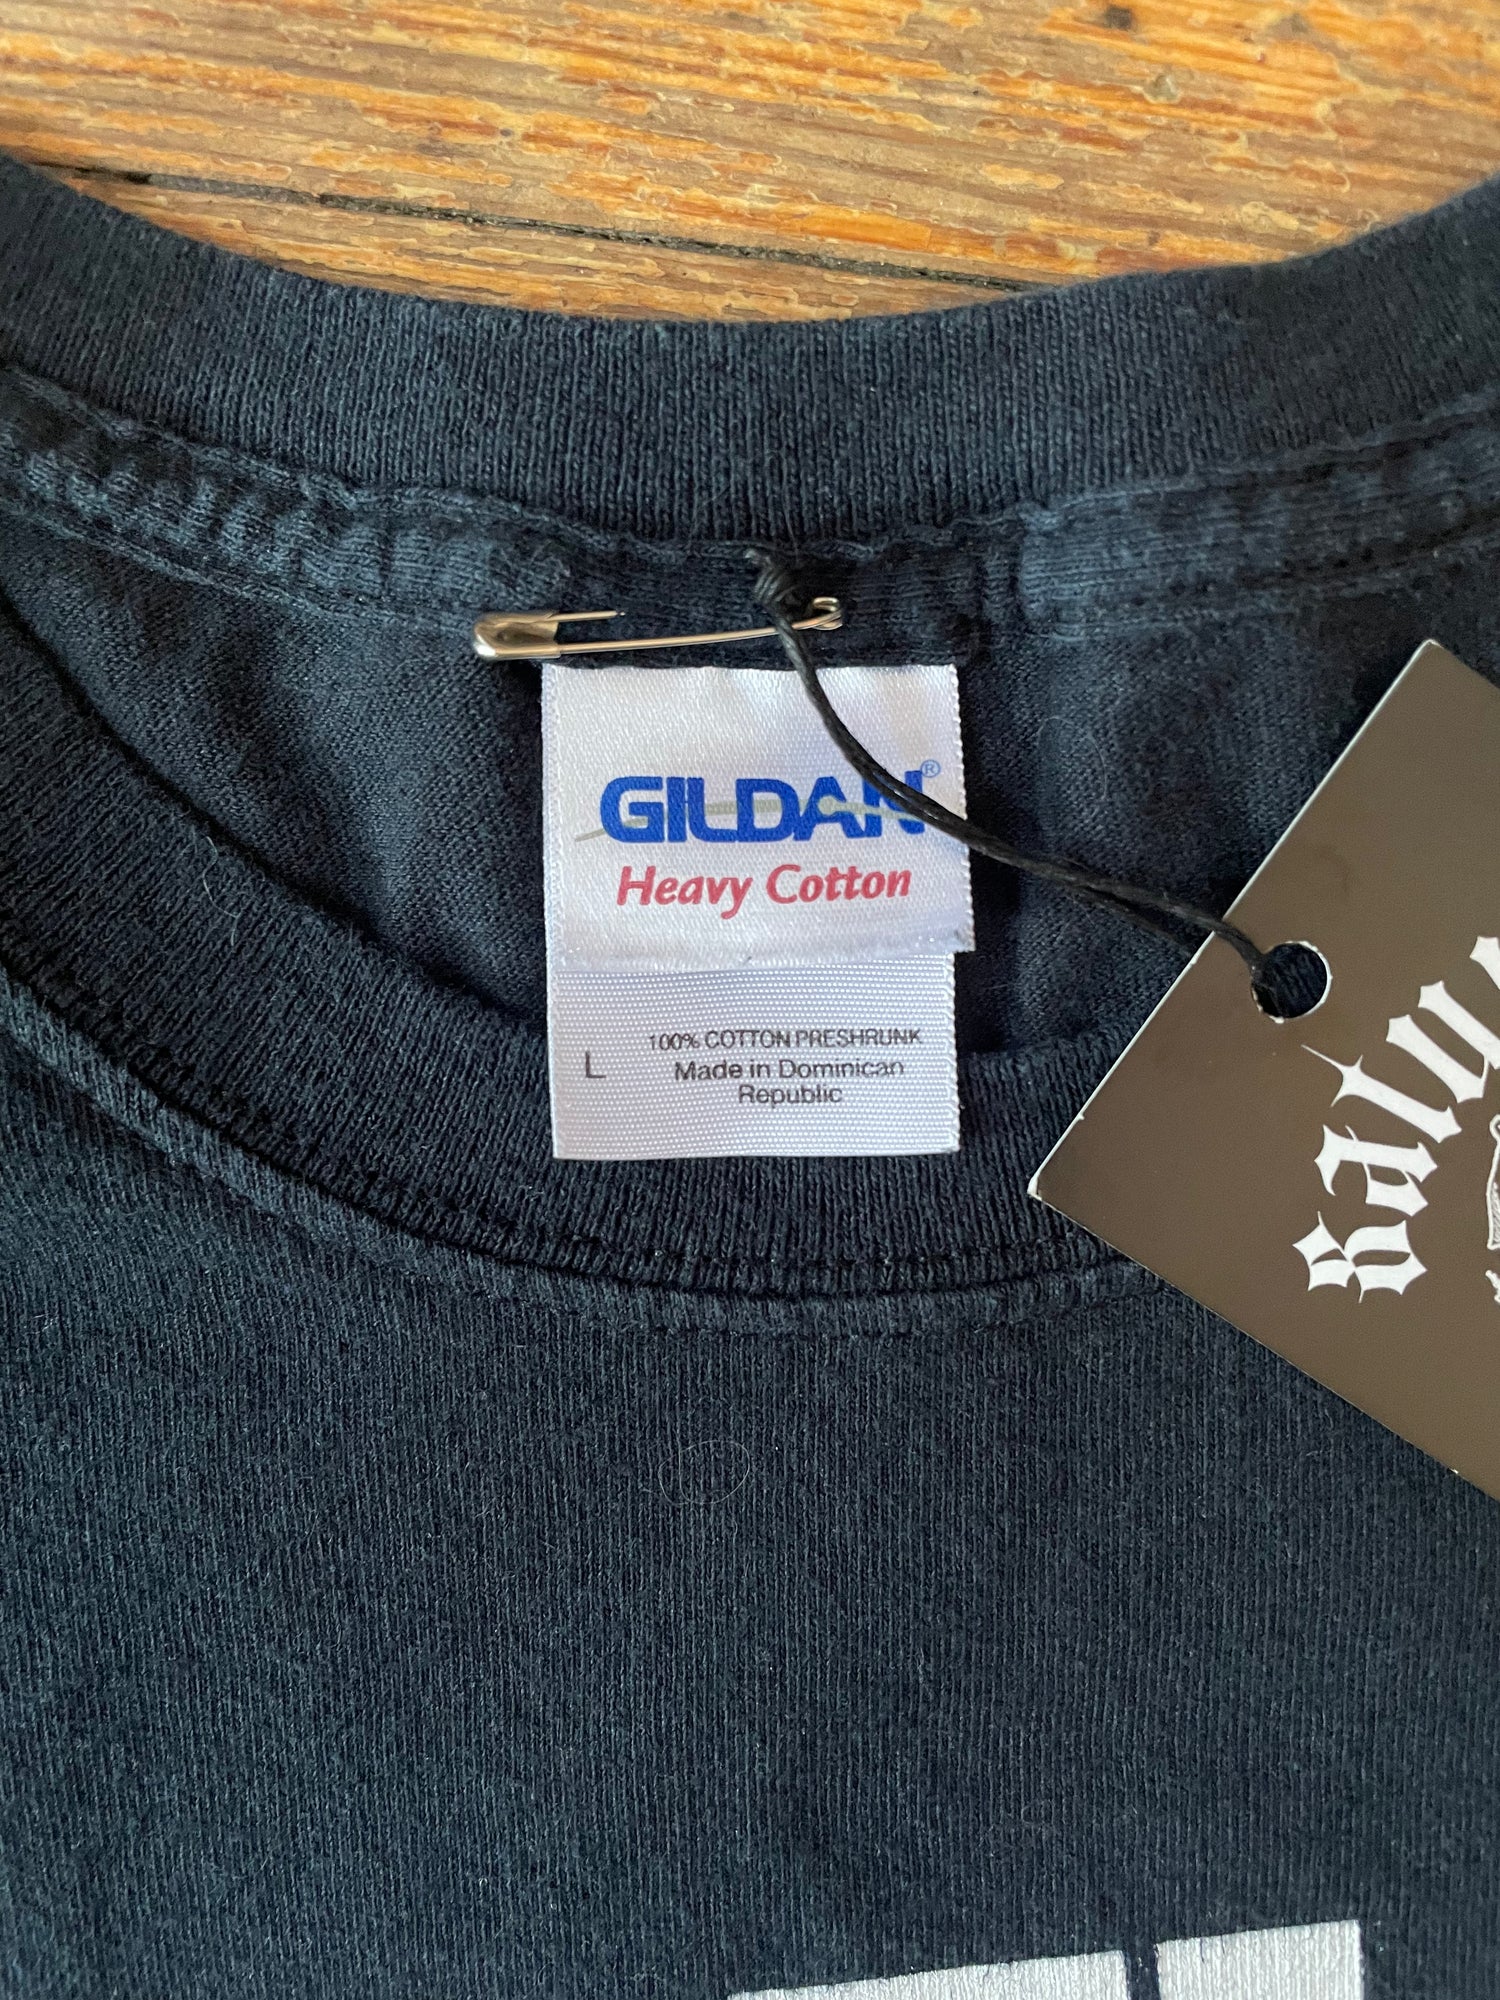 GILDAN®
Heavy Cotton
L
100% COTTON PRESHRUNK
Made in Dominican
Republic